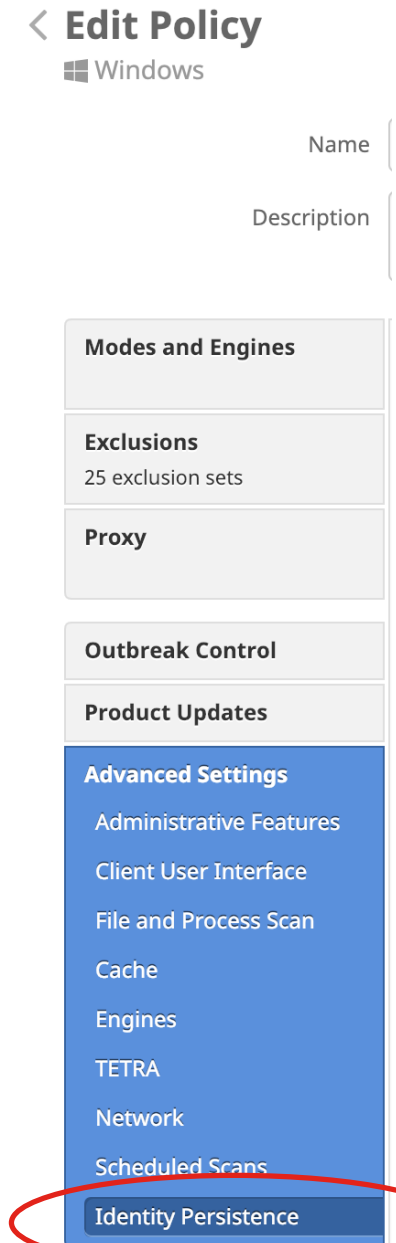 Edit Policy
Windows
Name
Description
Modes and Engines
Exclusions
25 exclusion sets
Proxy
Outbreak Control
Product Updates
Advanced Settings
Administrative Features
Client User Interface
File and Process Scan
Cache
Engines
TETRA
Network
Scheduled Scans
Identity Persistence